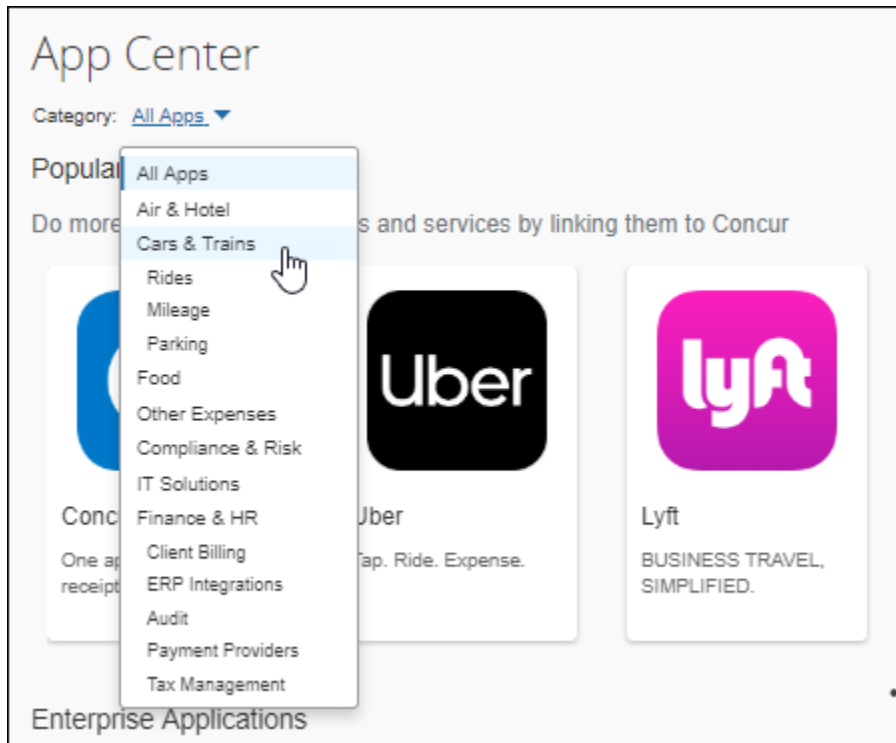 App Center
Category: All Apps
Popular
All Apps
Air & Hotel
Do more s and services by linking them to Concur
Cars & Trains
Rides
Mileage
Parking
Food
Other Expenses
Compliance & Risk
IT Solutions
Finance & HR
Client Billing
ERP Integrations
Audit
Payment Providers
Tax Management
Uber
lyft
Conc
Uber
Lyft
One ap
receipt
Tap. Ride. Expense.
BUSINESS TRAVEL,
SIMPLIFIED.
Enterprise Applications